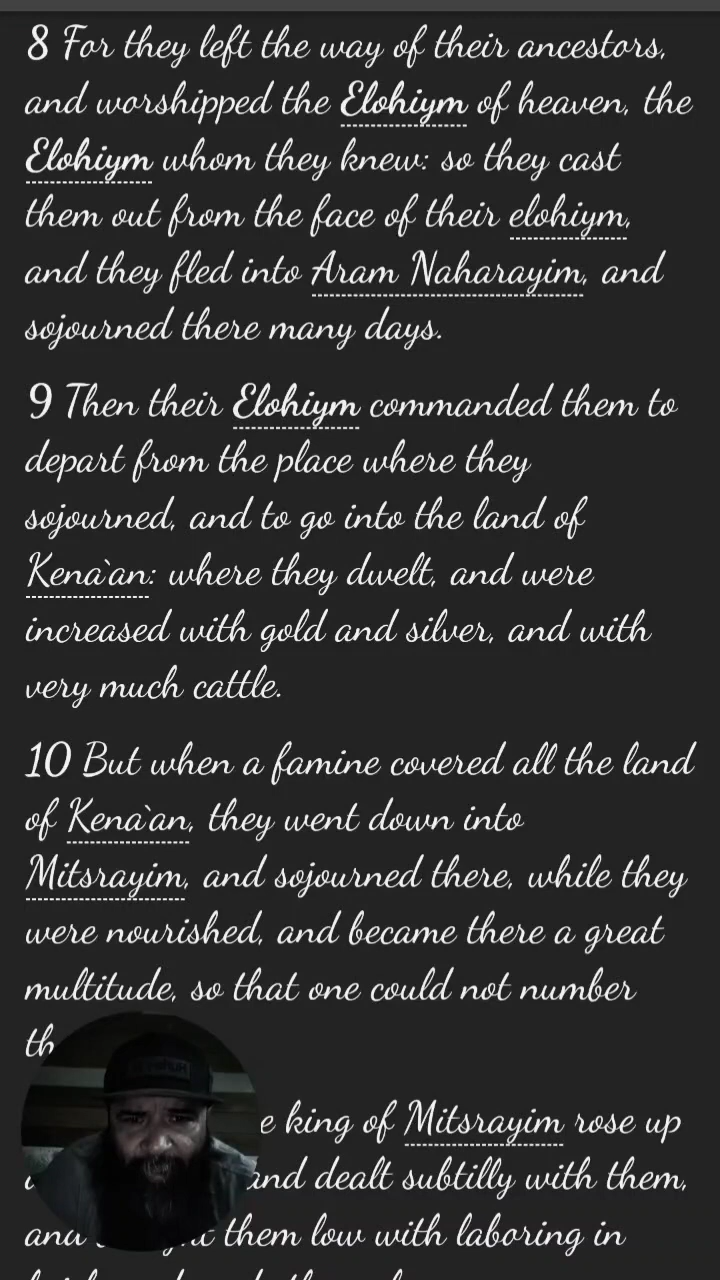 8 For they left the way of their ancestors,
and worshipped the Elohiym of heaven, the
Elohiym whom they knew: so they cast
them out from the face of their elohiym,
and they fled into Aram Naharayim, and
sojourned there many days.
9 Then their Elohiym commanded them to
depart from the place where they
sojourned, and to go into the land of
Kena`an: where they dwelt, and were
increased with gold and silver, and with
very much cattle.
10 But when a famine covered all the land
of Kena`an, they went down into
Mitsrayim, and sojourned there, while they
were nourished, and became there a great
multitude, so that one could not number
king of Mitsrayim rose up
and dealt subtilly with them,
and them low with laboring in